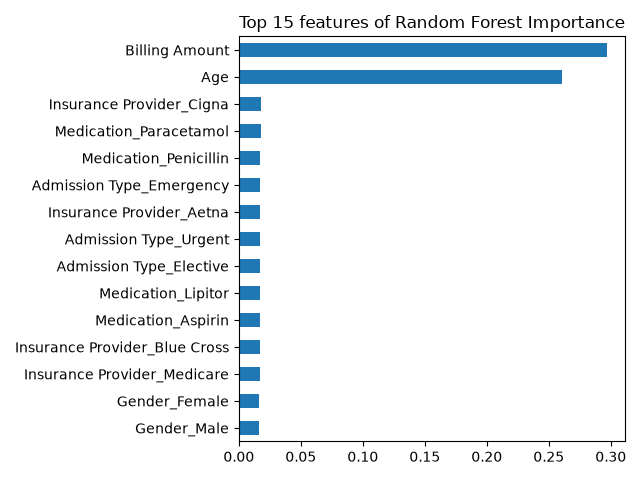 Top 15 features of Random Forest Importance
Billing Amount
Age
Insurance Provider_Cigna
Medication_Paracetamol
Medication_Penicillin
Admission Type_Emergency
Insurance Provider_Aetna
Admission Type_Urgent
Admission Type_Elective
Medication_Lipitor
Medication_Aspirin
Insurance Provider_Blue Cross
Insurance Provider_Medicare
Gender_Female
Gender_Male
0.00 0.05 0.10 0.15 0.20 0.25 0.30